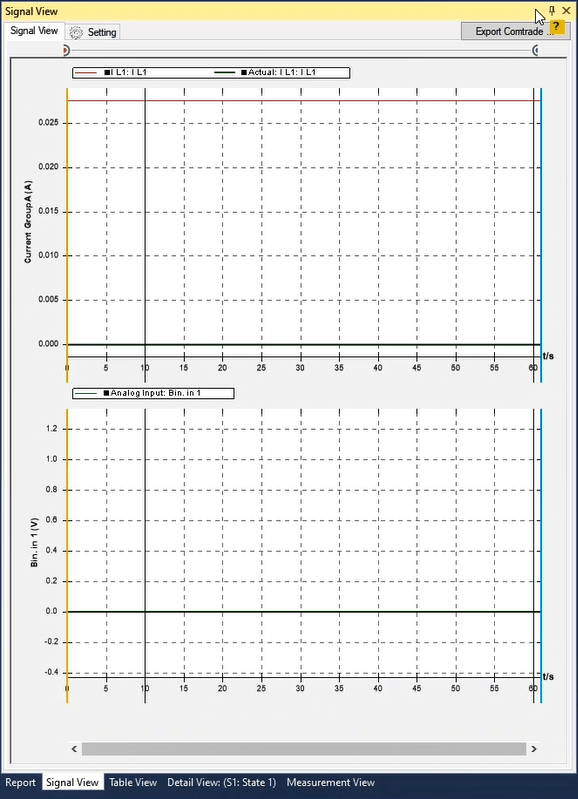 Signal View
Signal View
Setting
Export Comtrade ...
?
I L1: I L1
Actual: I L1: I L1
Current Group A (A)
0.025
0.020
0.015
0.010
0.005
0.000
t/s
0 5 10 15 20 25 30 35 40 45 50 55 60
Analog Input: Bin. in 1
Bin. in 1 (V)
1.2
1.0
0.8
0.6
0.4
0.2
0.0
-0.2
-0.4
t/s
0 5 10 15 20 25 30 35 40 45 50 55 60
Report Signal View Table View Detail View: (S1: State 1) Measurement View